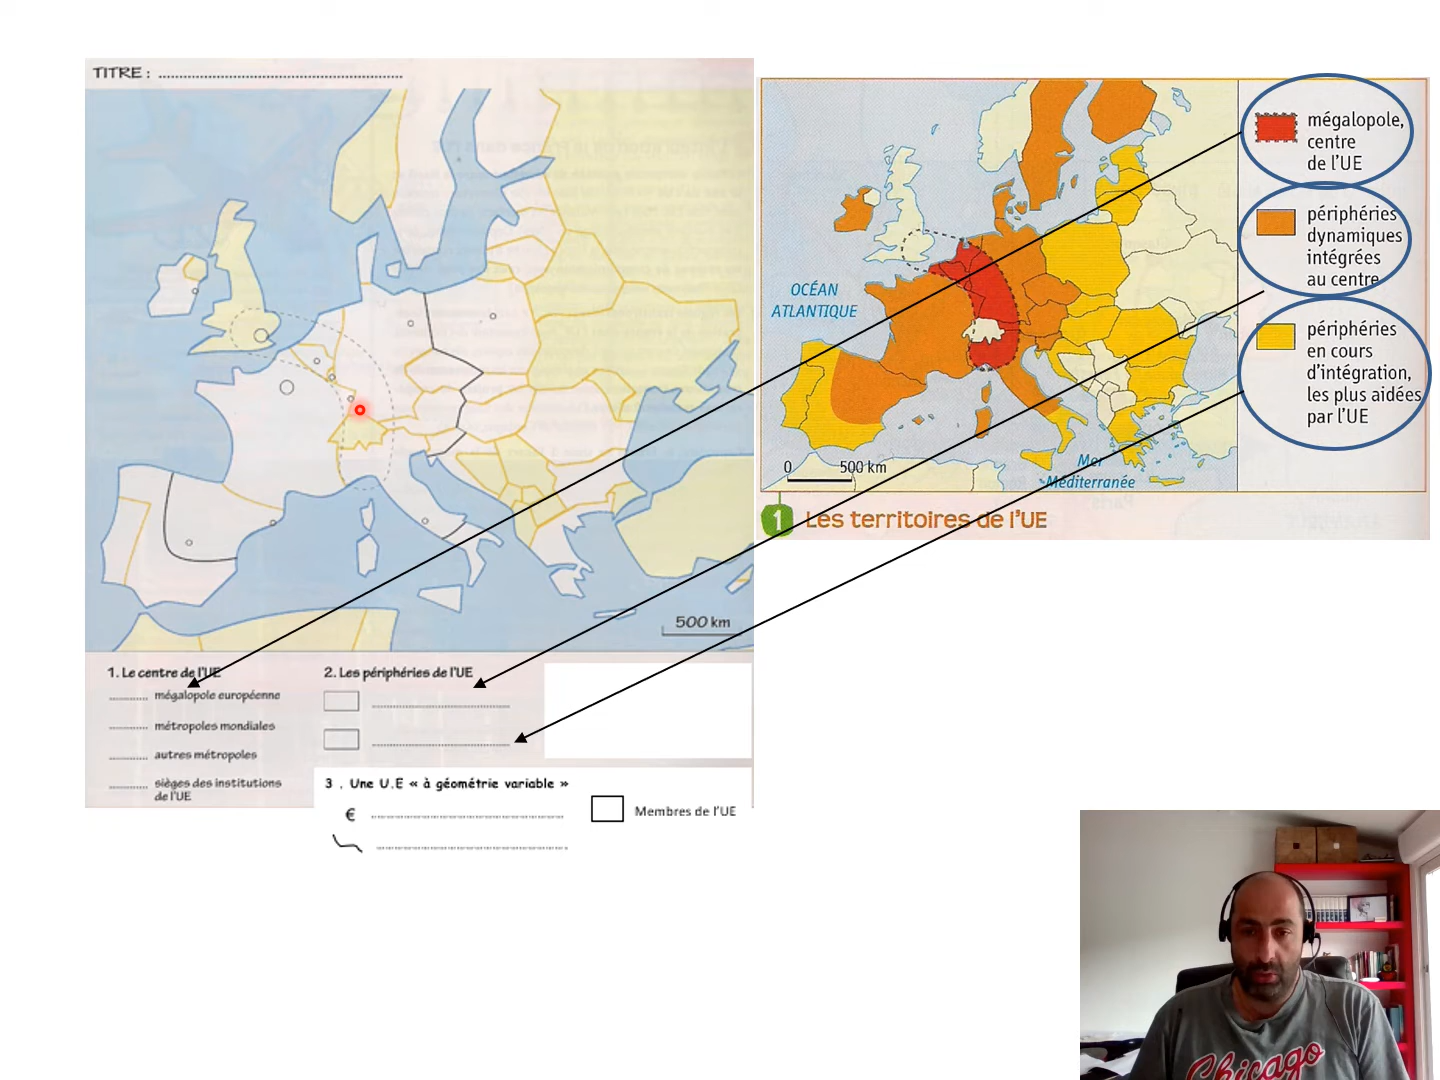 TITRE : ..........................................................
500 km
1. Le centre de l'UE
.......... mégalopole européenne
.......... métropoles mondiales
.......... autres métropoles
.......... sièges des institutions
de l'UE
2. Les périphéries de l'UE
3 . Une U.E « à géométrie variable »
€ ..................................................
Membres de l'UE
mégalopole,
centre
de l'UE
périphéries
dynamiques
intégrées
au centre
périphéries
en cours
d'intégration,
les plus aidées
par l'UE
OCÉAN
ATLANTIQUE
Mer
Méditerranée
0 500 km
1 Les territoires de l'UE
Chicago